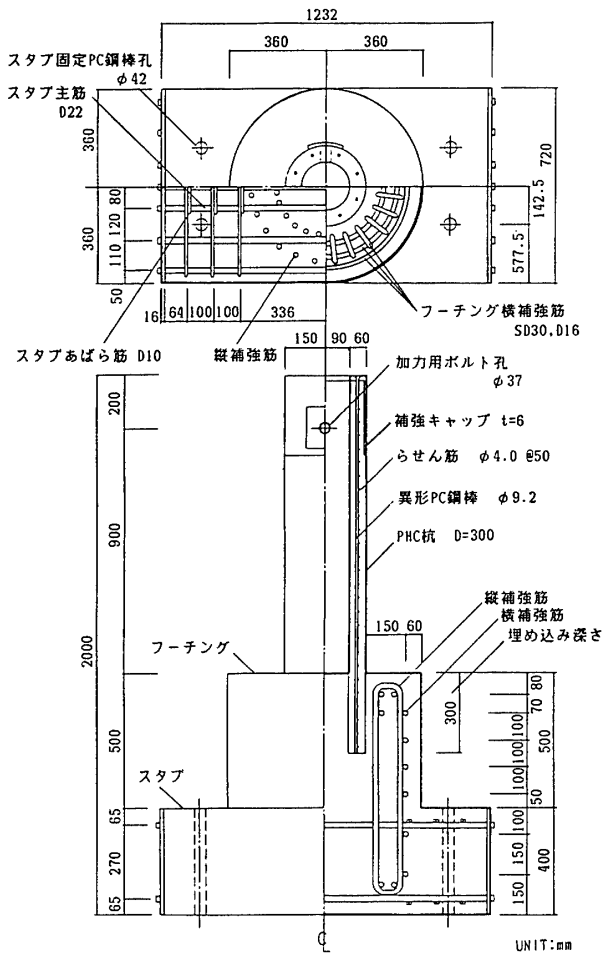 1232
360
360
スタブ固定PC鋼棒孔
φ42
スタブ主筋
D22
360
360
80
120
110
50
720
142.5
577.5
16
64
100
100
336
フーチング横補強筋
SD30,D16
スタブあばら筋 D10
縦補強筋
150
90
60
加力用ボルト孔
φ37
補強キャップ t=6
らせん筋 φ4.0 @50
異形PC鋼棒 φ9.2
PHC杭 D=300
200
900
2000
500
65
270
65
150
60
縦補強筋
横補強筋
埋め込み深さ
フーチング
スタブ
300
80
70
100
100
100
50
500
100
150
150
400
C
L
UNIT:mm